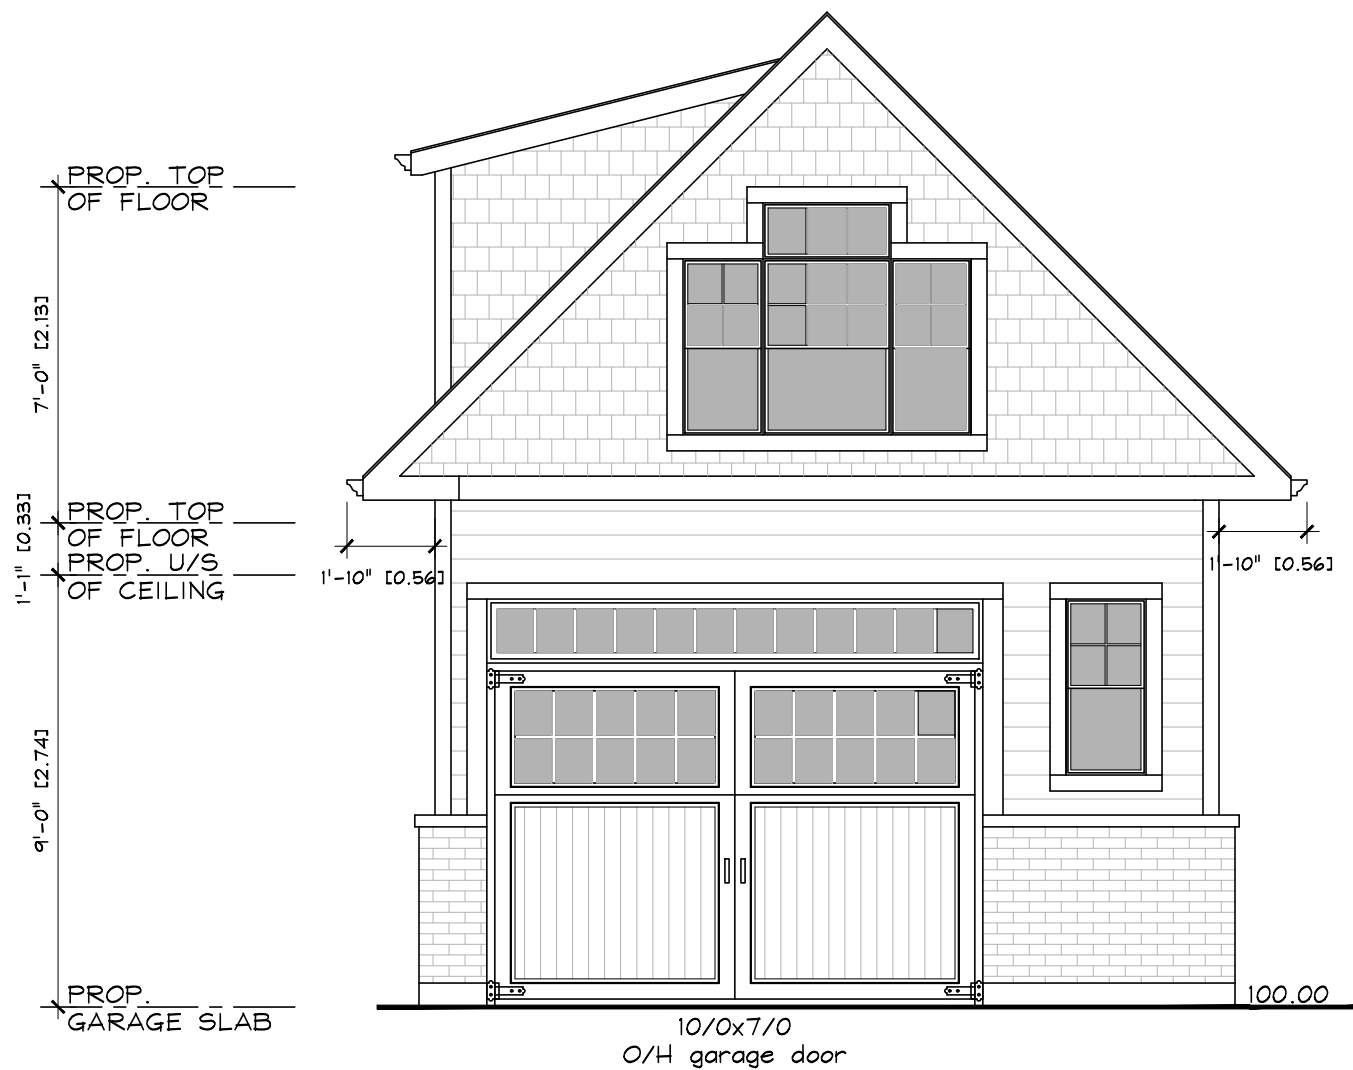 PROP. TOP
OF FLOOR
7'-0" [2.13]
PROP. TOP
OF FLOOR
1'-1" [0.33]
PROP. U/S
OF CEILING
1'-10" [0.56]
1'-10" [0.56]
9'-0" [2.74]
PROP.
GARAGE SLAB
100.00
10/0x7/0
O/H garage door